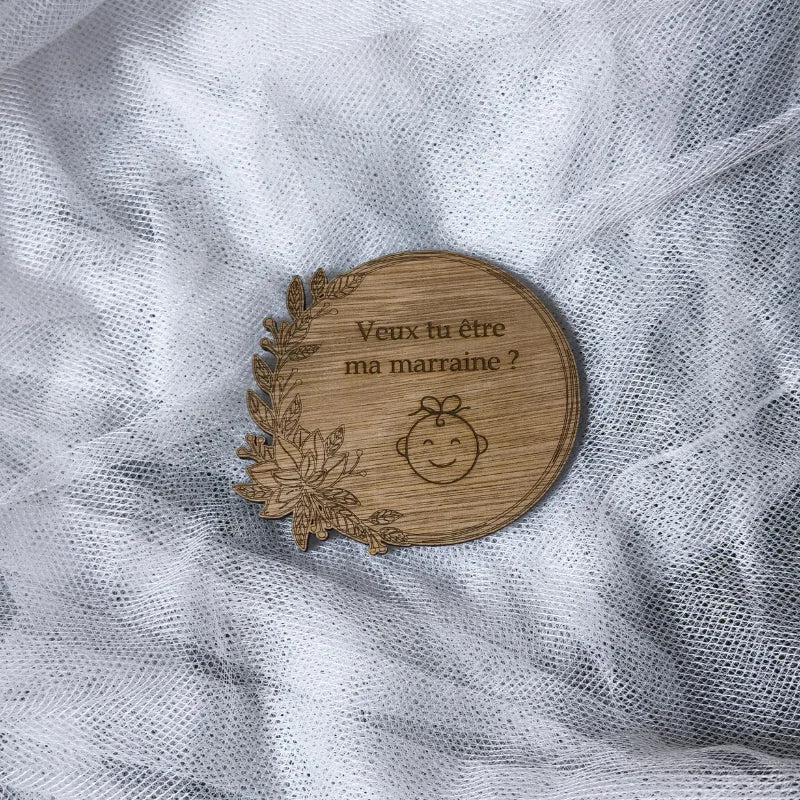 Veux tu être
ma marraine ?